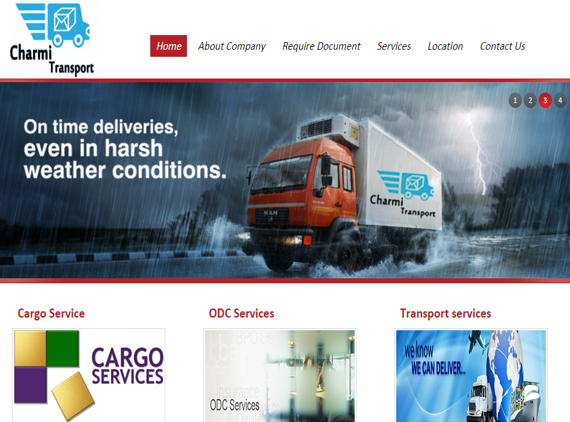 Charmi
Transport
Home
About Company
Require Document
Services
Location
Contact Us
1 2 3 4
On time deliveries,
even in harsh
weather conditions.
MAN
Charmi
Transport
Cargo Service
ODC Services
Transport services
CARGO
SERVICES
ODC Services
we know
WE CAN DELIVER...